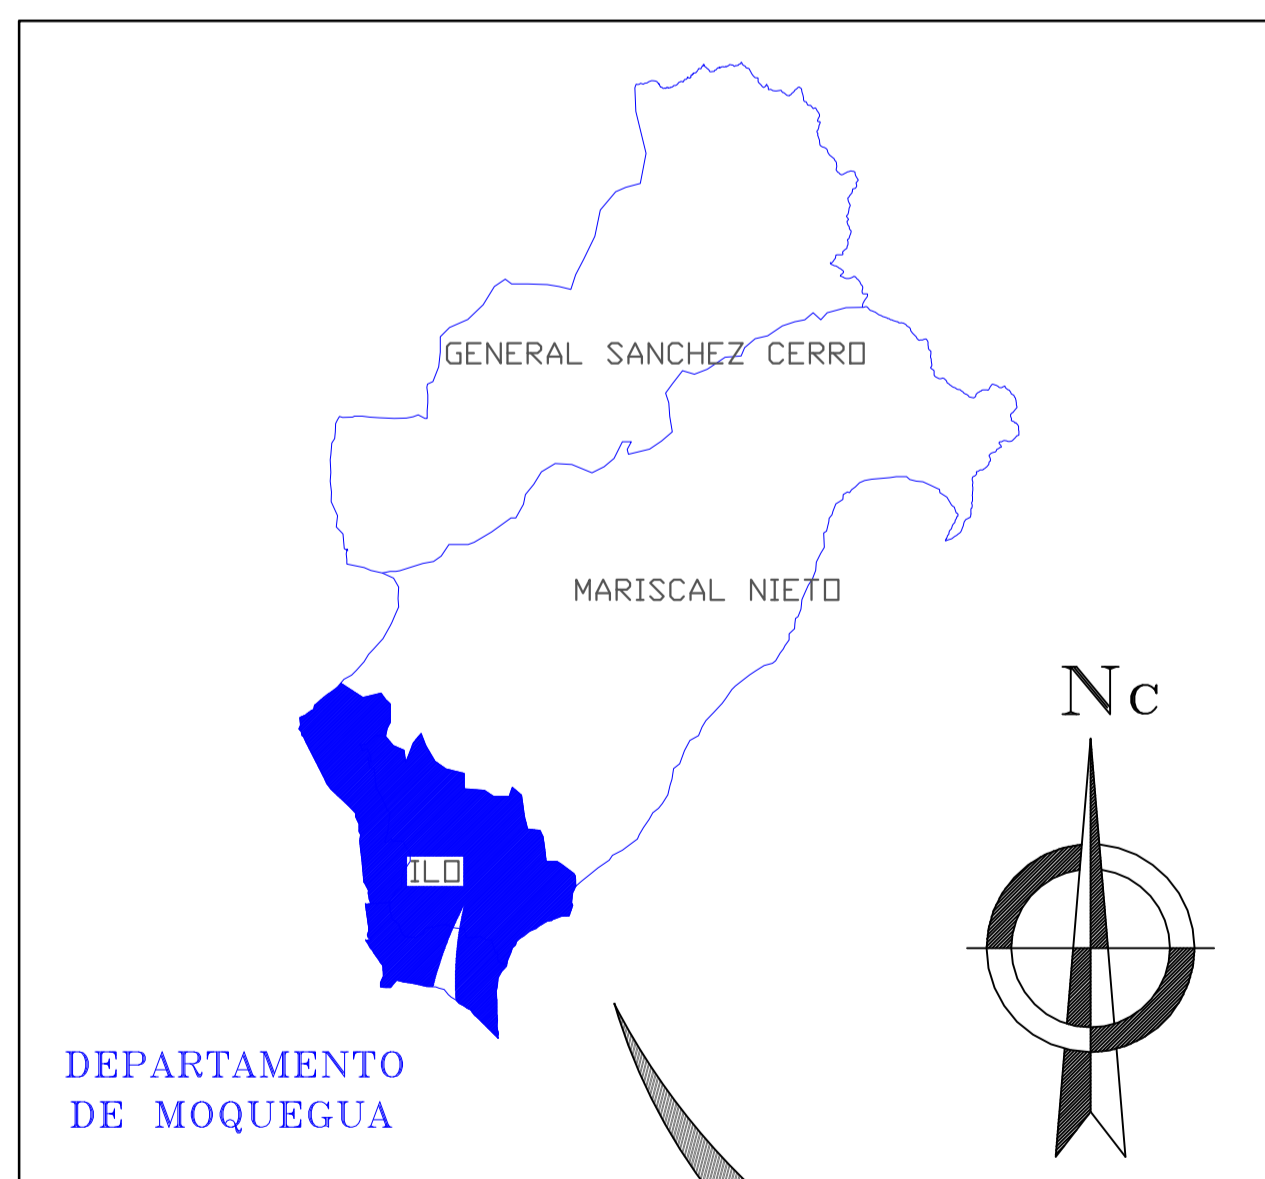 GENERAL SANCHEZ CERRO
MARISCAL NIETO
Nc
ILO
DEPARTAMENTO
DE MOQUEGUA